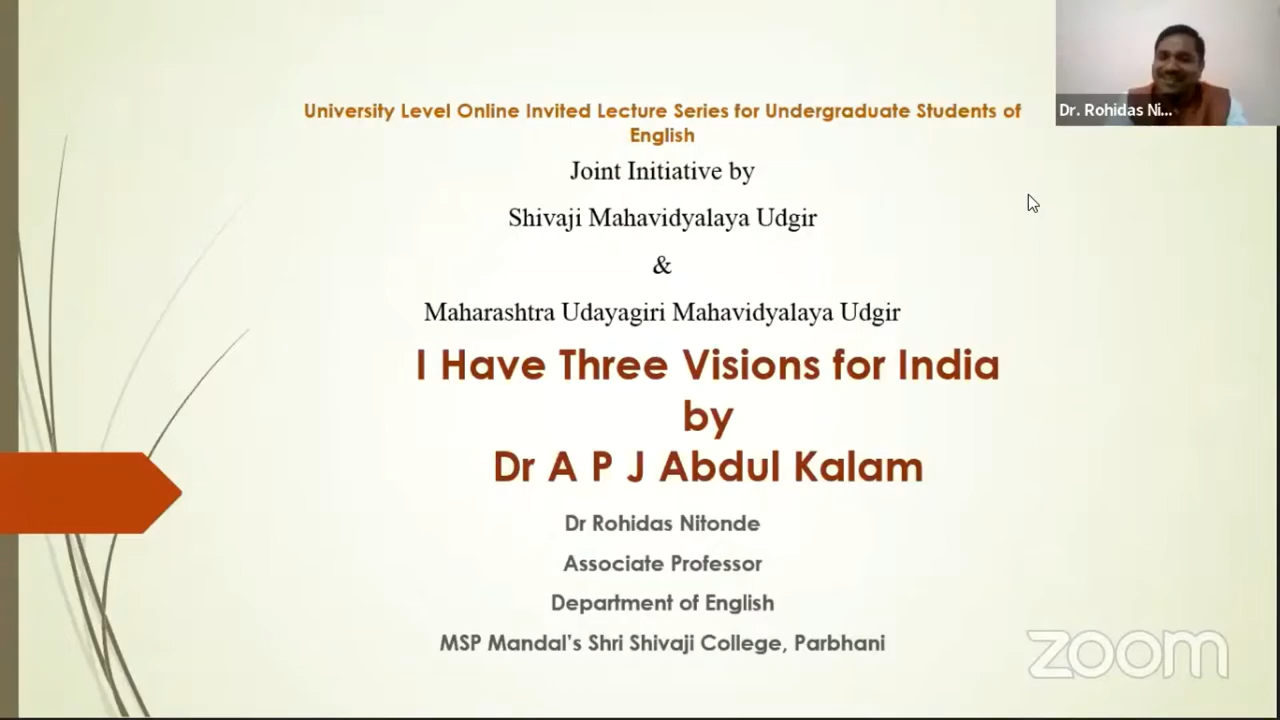 University Level Online Invited Lecture Series for Undergraduate Students of
English
Joint Initiative by
Shivaji Mahavidyalaya Udgir
&
Maharashtra Udayagiri Mahavidyalaya Udgir
I Have Three Visions for India
by
Dr A P J Abdul Kalam
Dr Rohidas Nitonde
Associate Professor
Department of English
MSP Mandal’s Shri Shivaji College, Parbhani
Dr. Rohidas Ni...
zoom